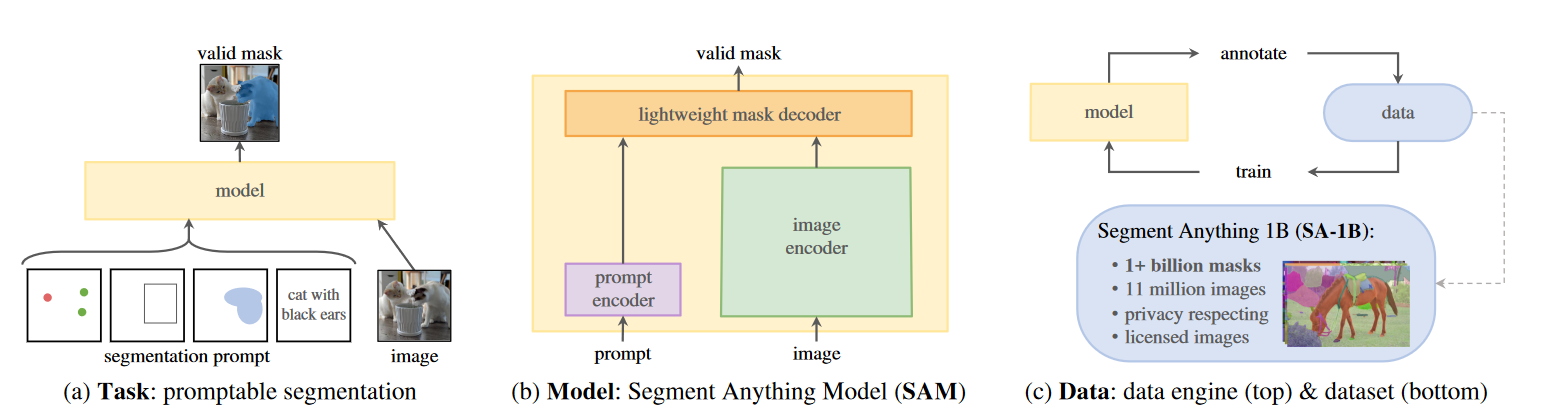 valid mask
model
cat with
black ears
segmentation prompt
image
(a) Task: promptable segmentation
valid mask
lightweight mask decoder
image
encoder
prompt
encoder
prompt
image
(b) Model: Segment Anything Model (SAM)
annotate
model
data
train
Segment Anything 1B (SA-1B):
• 1+ billion masks
• 11 million images
• privacy respecting
• licensed images
(c) Data: data engine (top) & dataset (bottom)